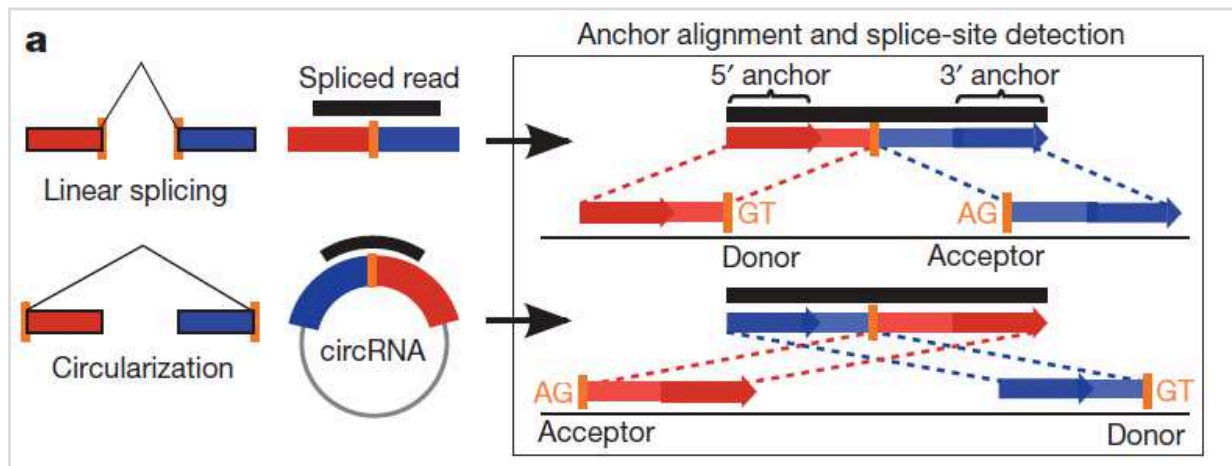 a
Anchor alignment and splice-site detection
Spliced read
5′ anchor
3′ anchor
Linear splicing
GT
AG
Donor
Acceptor
circRNA
Circularization
AG
GT
Acceptor
Donor